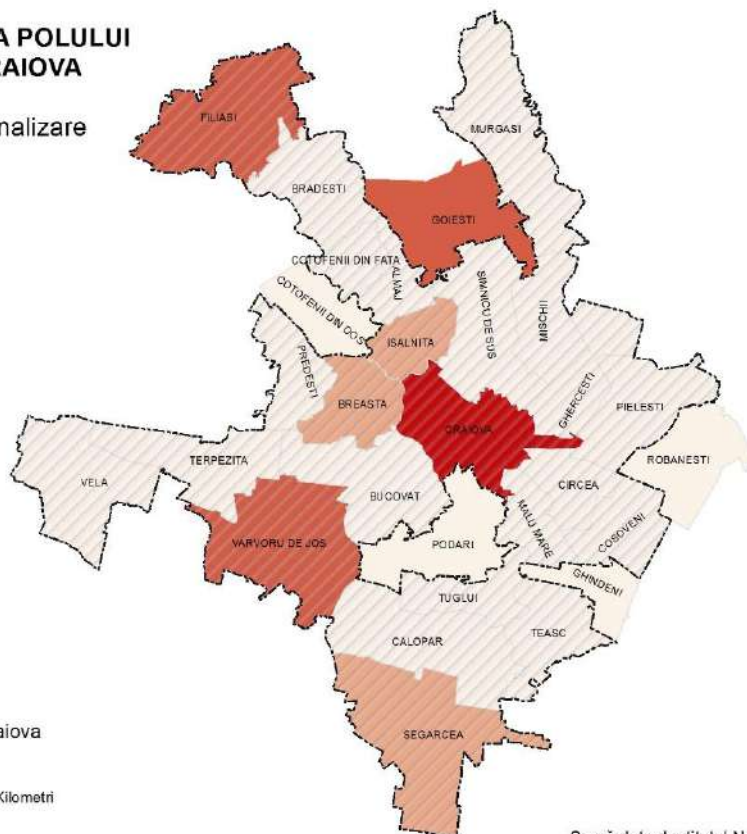 A POLULUI
RAIOVA
nalizare
FILIASI
MURGASI
BRADESTI
GOIESTI
COTOFENII DIN FATA
ALMAJ
SIMNICU DE SUS
MISCHII
COTOFENII DIN DOS
ISALNITA
PREDESTI
BREASTA
GHERCESTI
PIELESTI
CRAIOVA
ROBANESTI
TERPEZITA
VELA
BUCOVAT
CIRCEA
MALU MARE
COSOVENI
VARVORU DE JOS
PODARI
GHINDENI
TUGLUI
TEASC
CALOPAR
SEGARCEA
aiova
Kilometri